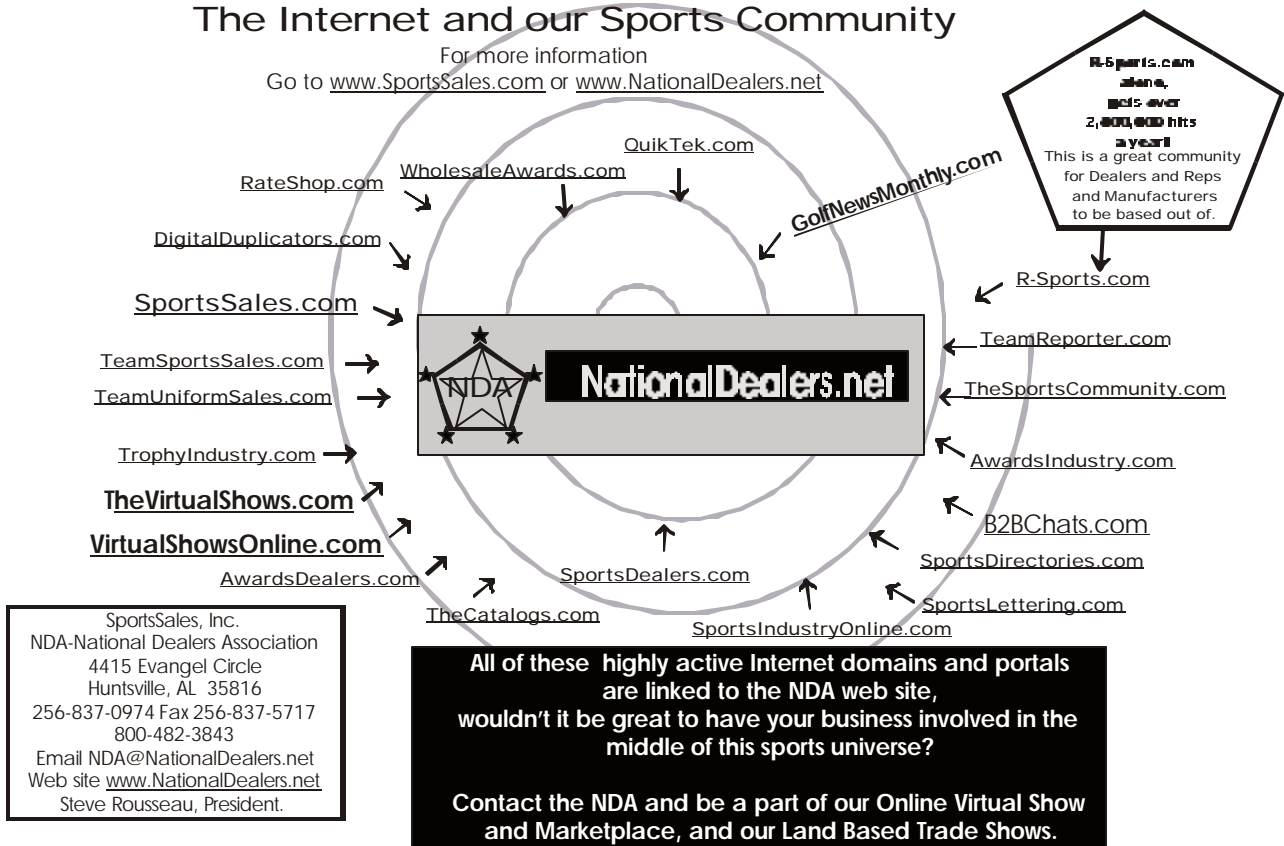 The Internet and our Sports Community
For more information
Go to www.SportsSales.com or www.NationalDealers.net
R-Sports.com
alone,
gets over
2,000,000 hits
a year!!
This is a great community
for Dealers and Reps
and Manufacturers
to be based out of.
QuikTek.com
WholesaleAwards.com
RateShop.com
GolfNewsMonthly.com
DigitalDuplicators.com
R-Sports.com
SportsSales.com
TeamReporter.com
TeamSportsSales.com
NDA
NationalDealers.net
TheSportsCommunity.com
TeamUniformSales.com
TrophyIndustry.com
AwardsIndustry.com
TheVirtualShows.com
B2BChats.com
VirtualShowsOnline.com
SportsDirectories.com
AwardsDealers.com
SportsDealers.com
TheCatalogs.com
SportsLettering.com
SportsIndustryOnline.com
SportsSales, Inc.
NDA-National Dealers Association
4415 Evangel Circle
Huntsville, AL 35816
256-837-0974 Fax 256-837-5717
800-482-3843
Email NDA@NationalDealers.net
Web site www.NationalDealers.net
Steve Rousseau, President.
All of these highly active Internet domains and portals
are linked to the NDA web site,
wouldn't it be great to have your business involved in the
middle of this sports universe?
Contact the NDA and be a part of our Online Virtual Show
and Marketplace, and our Land Based Trade Shows.